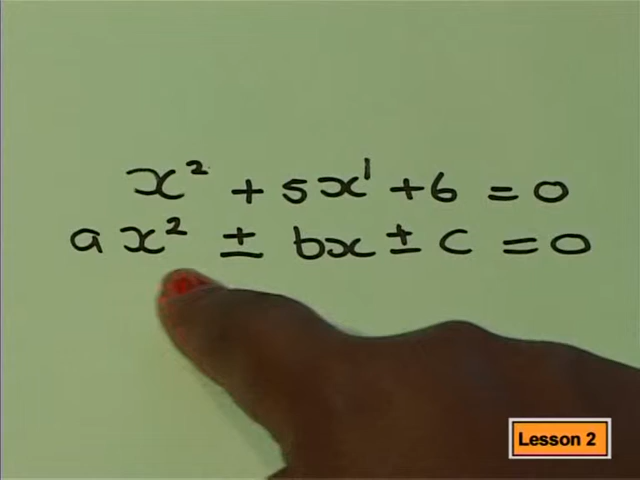 x² + 5x¹ + 6 = 0
ax² ± bx ± c = 0
Lesson 2